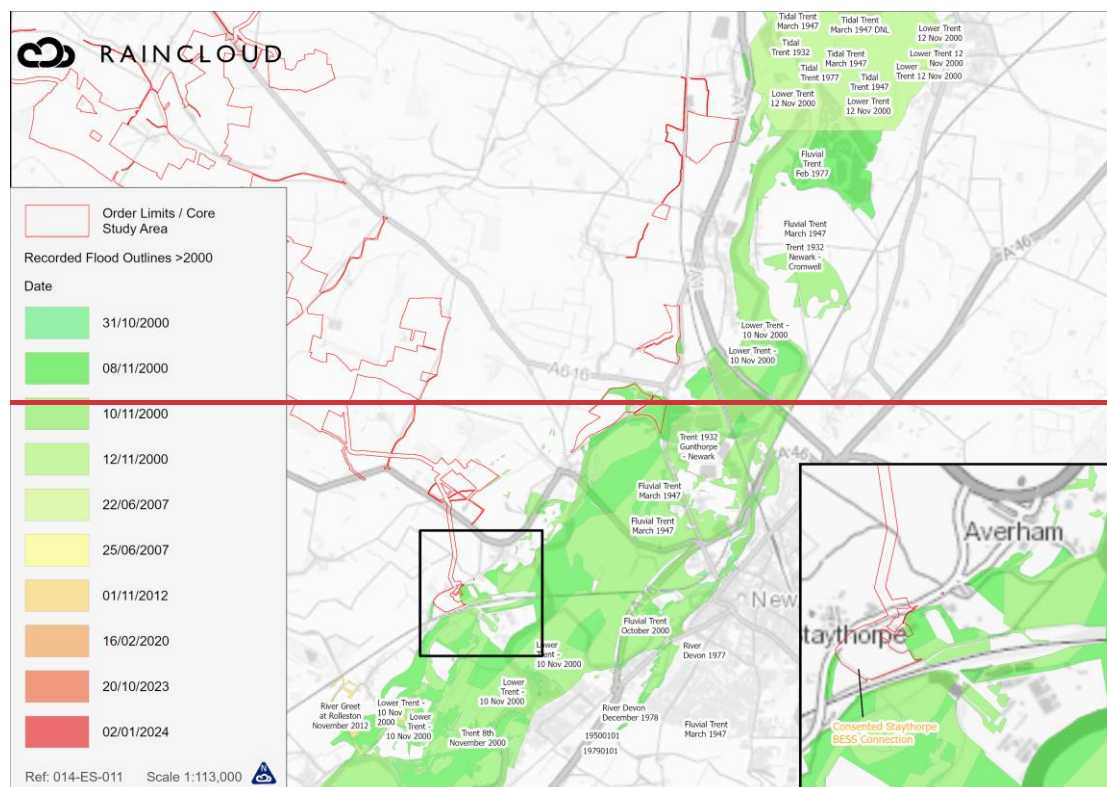 RAINCLOUD
Order Limits / Core
Study Area
Recorded Flood Outlines >2000
Date
31/10/2000
08/11/2000
10/11/2000
12/11/2000
22/06/2007
25/06/2007
01/11/2012
16/02/2020
20/10/2023
02/01/2024
Ref: 014-ES-011
Scale 1:113,000
N
Tidal Trent
March 1947
Tidal Trent
March 1947 DNL
Lower Trent
12 Nov 2000
Tidal
Trent 1932
Tidal Trent
March 1947
Lower Trent 12
Nov 2000
Tidal
Trent 1977
Tidal
Trent 1947
Lower
Trent 12 Nov 2000
Lower Trent
12 Nov 2000
Lower Trent
12 Nov 2000
A1
Fluvial
Trent
Feb 1977
Fluvial Trent
March 1947
Trent 1932
Newark -
Cromwell
A46
A1
Lower Trent -
10 Nov 2000
Lower Trent -
10 Nov 2000
A616
Trent 1932
Gunthorpe
- Newark
A46
Fluvial Trent
March 1947
Fluvial Trent
March 1947
New
Fluvial Trent
October 2000
Lower
Trent -
10 Nov 2000
River
Devon 1977
Lower
Trent -
10 Nov 2000
River Greet
at Rolleston
November 2012
Lower Trent -
10 Nov
2000
Lower
Trent -
10 Nov 2000
River Devon
December 1978
Trent 8th
November 2000
19500101
19790101
Fluvial Trent
March 1947
Averham
Staythorpe
Consented Staythorpe
BESS Connection